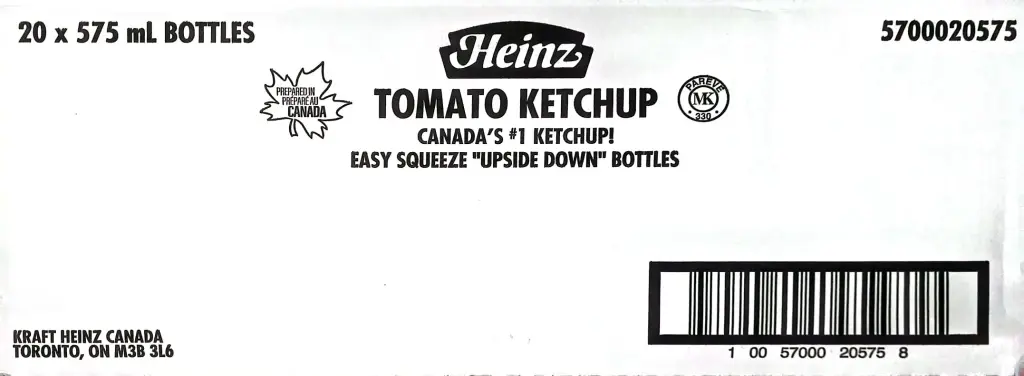 20 x 575 mL BOTTLES
5700020575
Heinz
PREPARED IN
PRÉPARÉ AU
CANADA
TOMATO KETCHUP
PAREVE
MK
330
CANADA'S #1 KETCHUP!
EASY SQUEEZE "UPSIDE DOWN" BOTTLES
KRAFT HEINZ CANADA
TORONTO, ON M3B 3L6
1 00 57000 20575 8